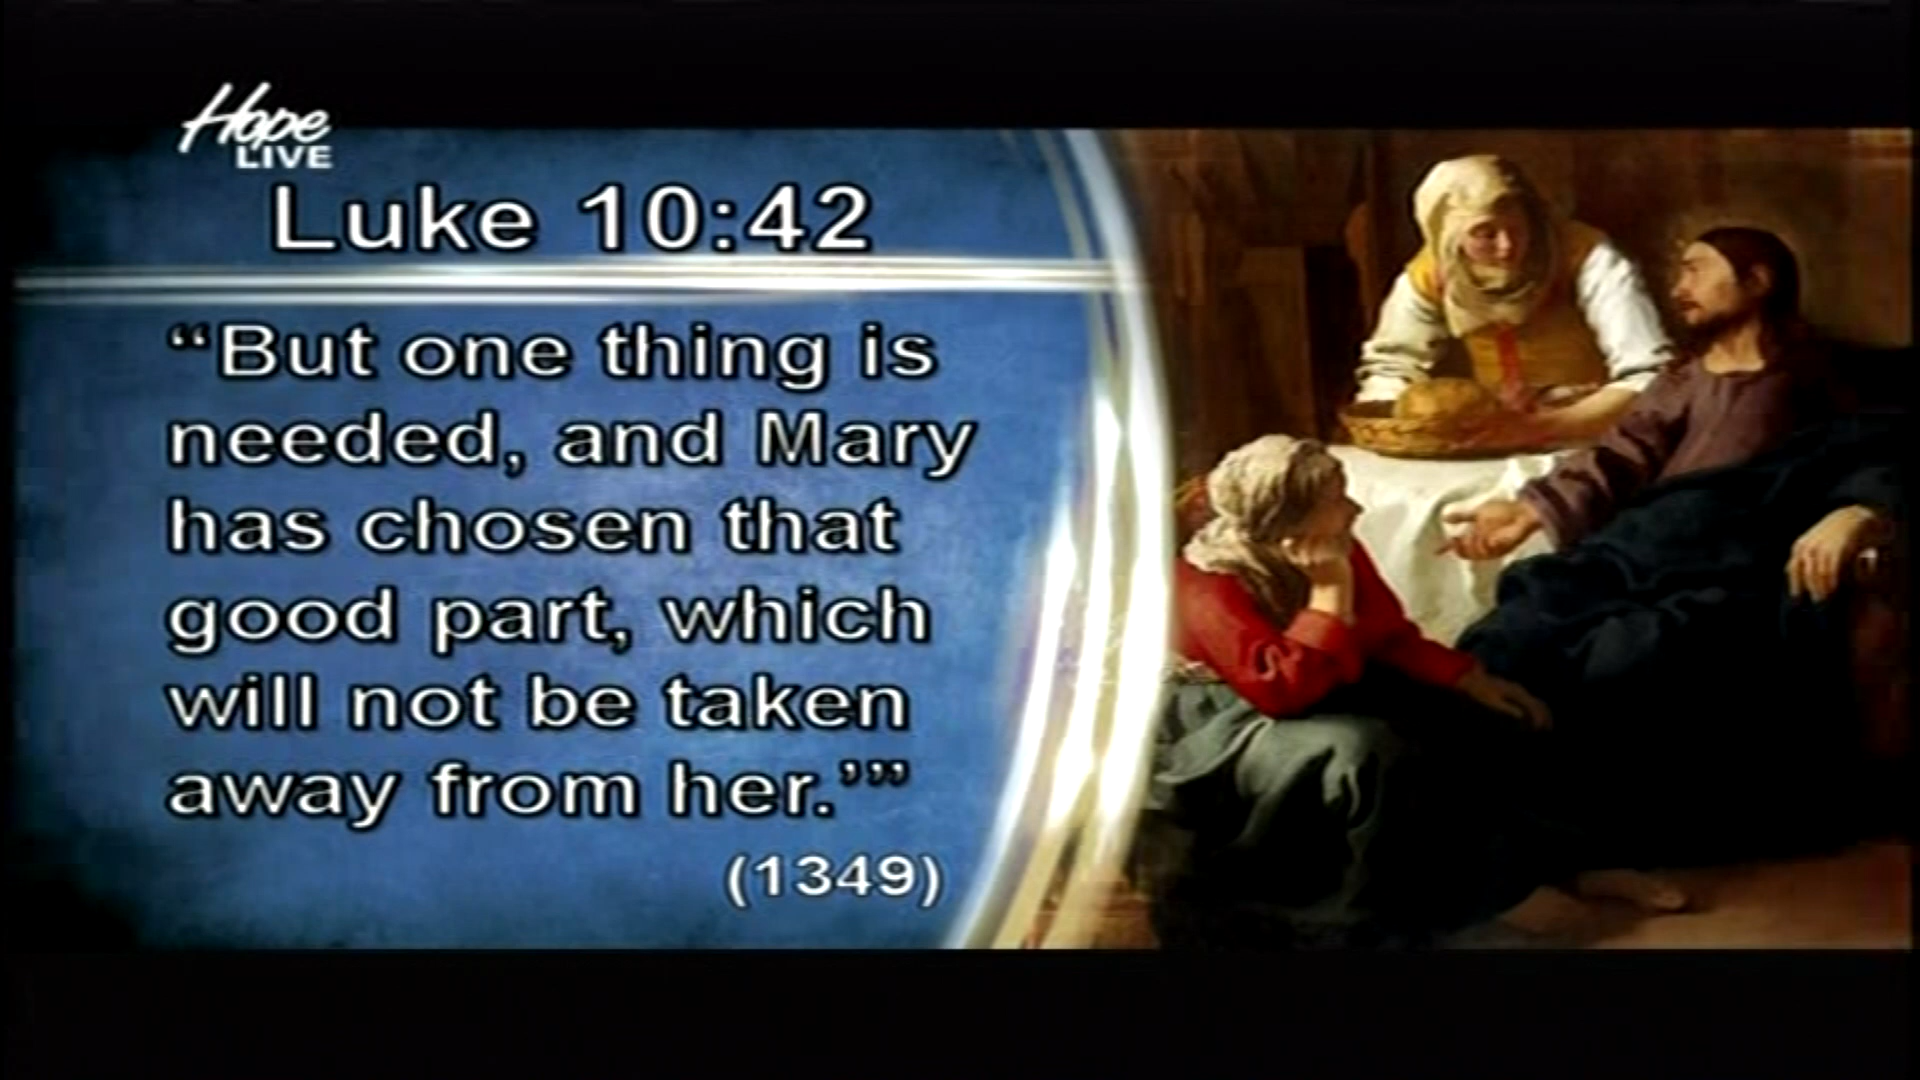 Hope
LIVE
Luke 10:42
“But one thing is
needed, and Mary
has chosen that
good part, which
will not be taken
away from her.’”
(1349)